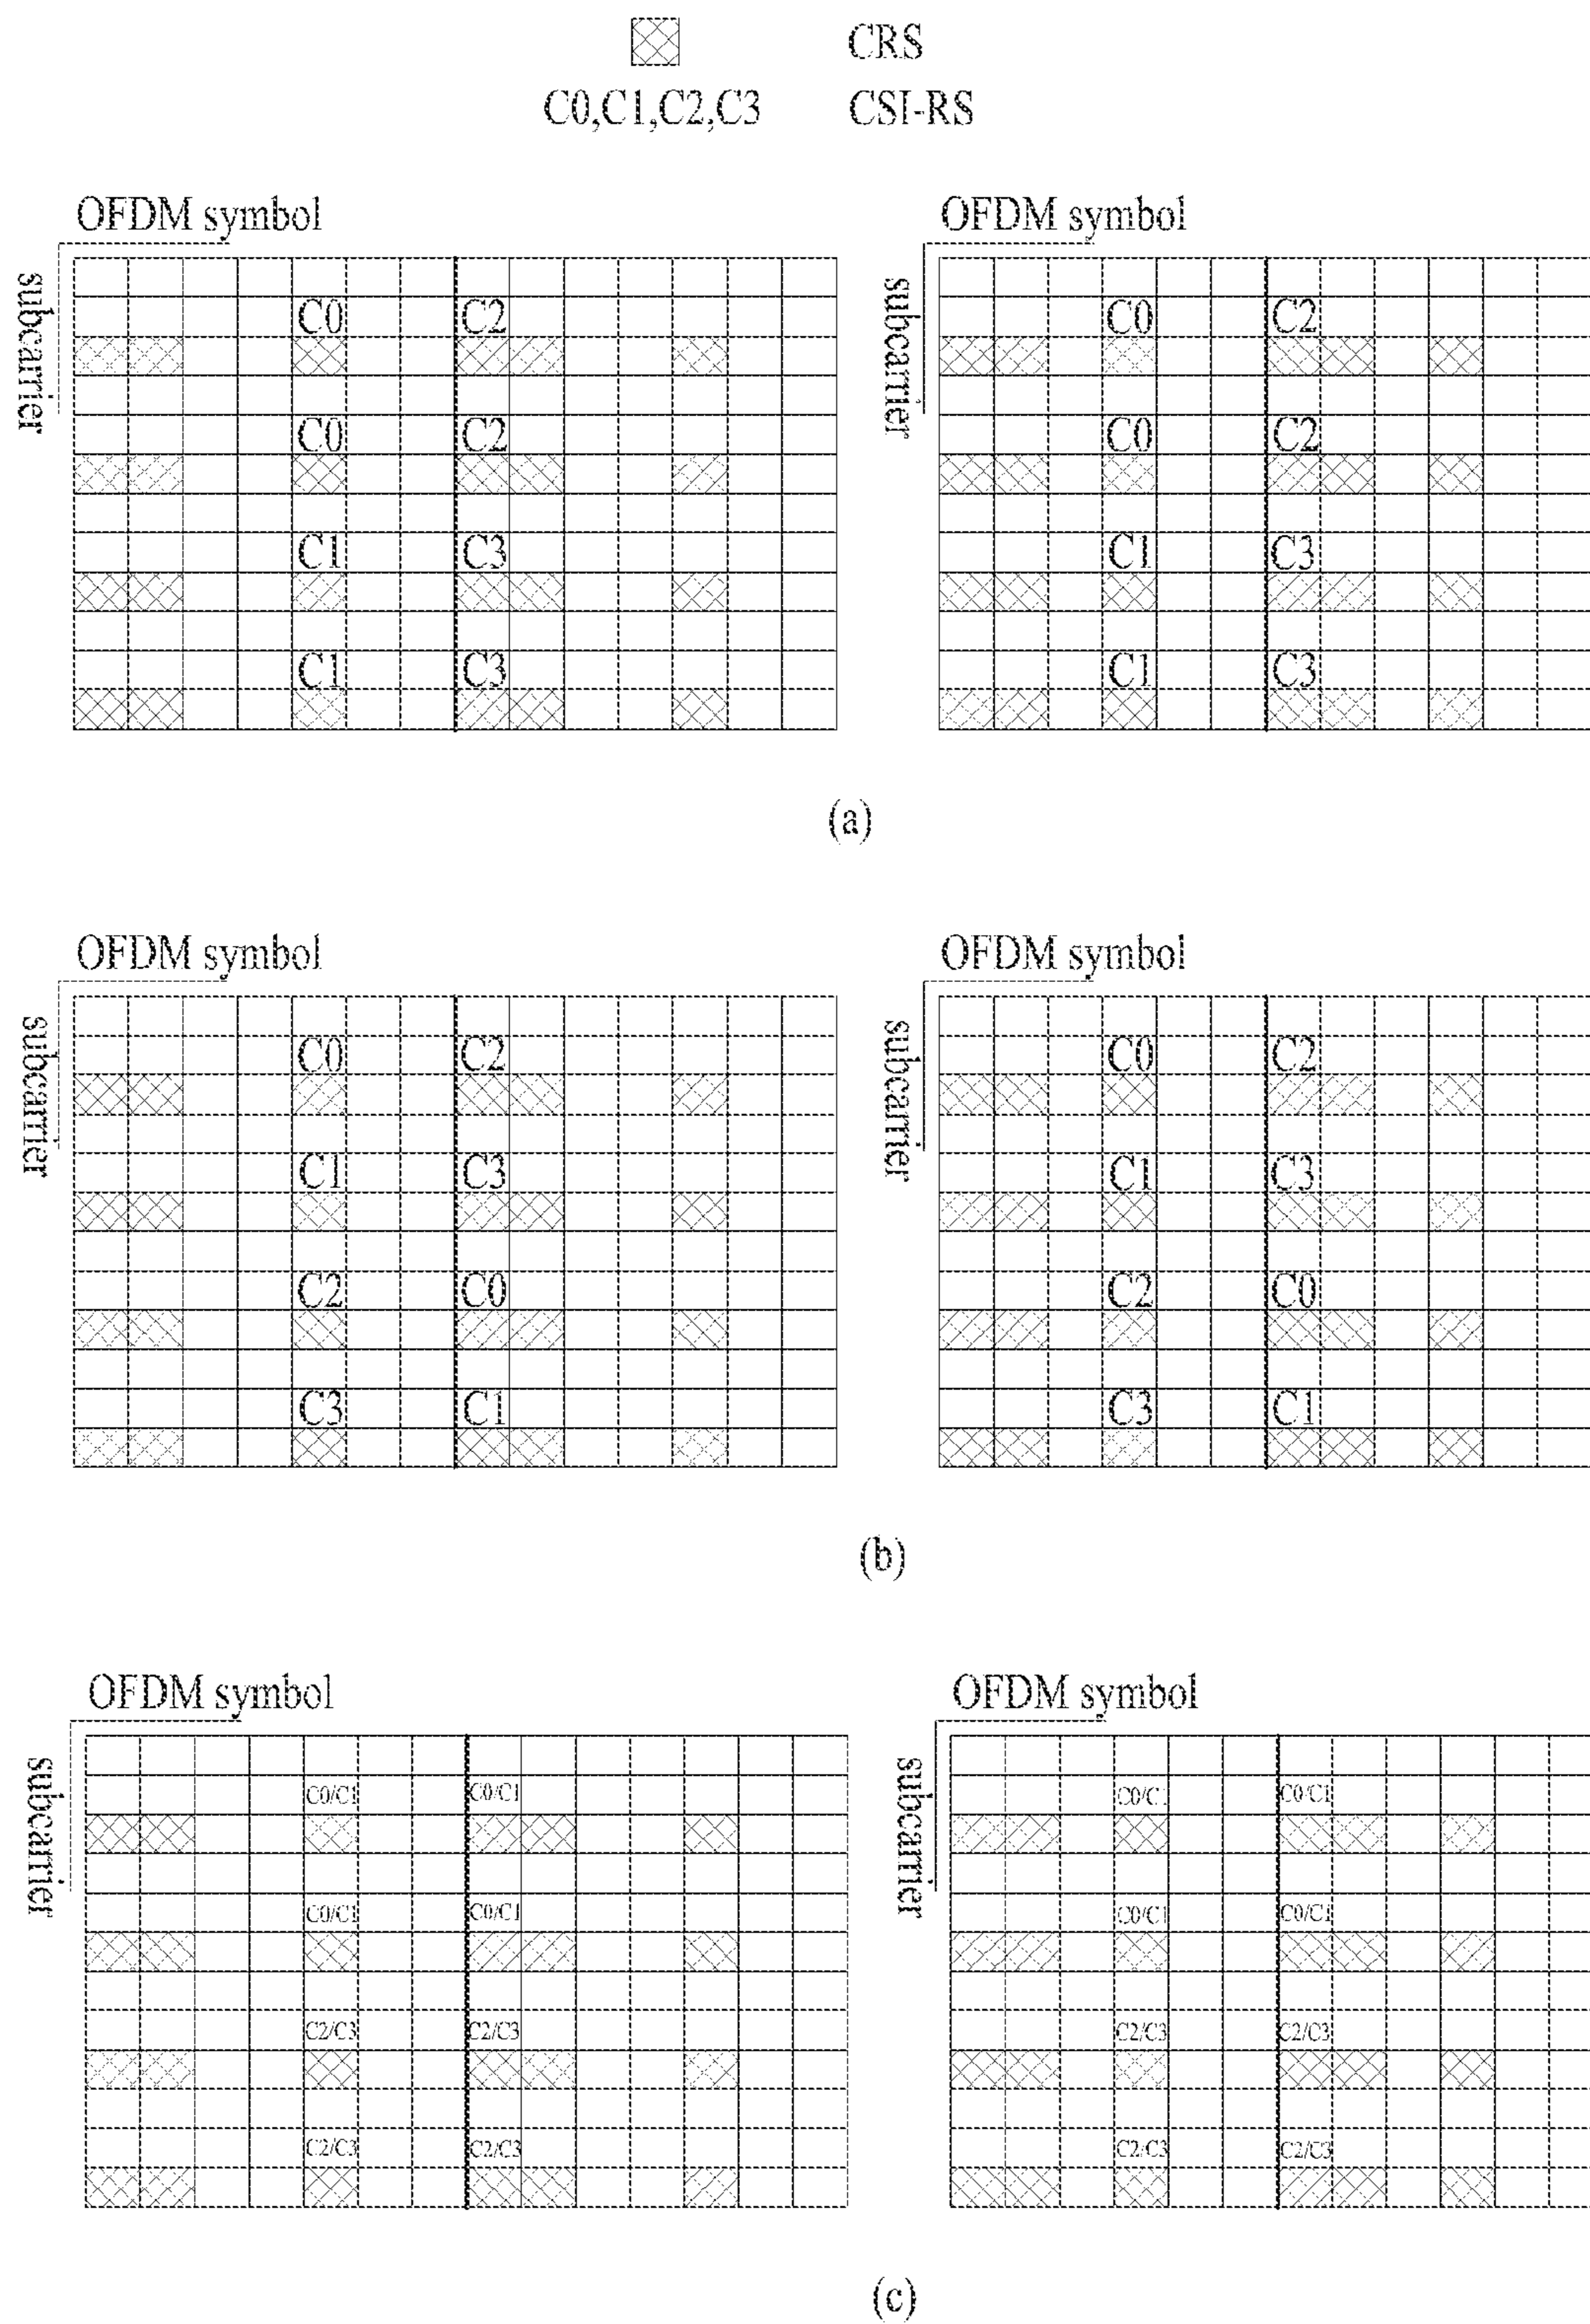 CRS
C0,C1,C2,C3 CSI-RS
OFDM symbol OFDM symbol
subcarrier subcarrier
C0 C2 C0 C2
C0 C2 C0 C2
C1 C3 C1 C3
C1 C3 C1 C3
(a)
OFDM symbol OFDM symbol
subcarrier subcarrier
C0 C2 C0 C2
C1 C3 C1 C3
C2 C0 C2 C0
C3 C1 C3 C1
(b)
OFDM symbol OFDM symbol
subcarrier subcarrier
C0/C1 C0/C1 C0/C1 C0/C1
C0/C1 C0/C1 C0/C1 C0/C1
C2/C3 C2/C3 C2/C3 C2/C3
C2/C3 C2/C3 C2/C3 C2/C3
(c)